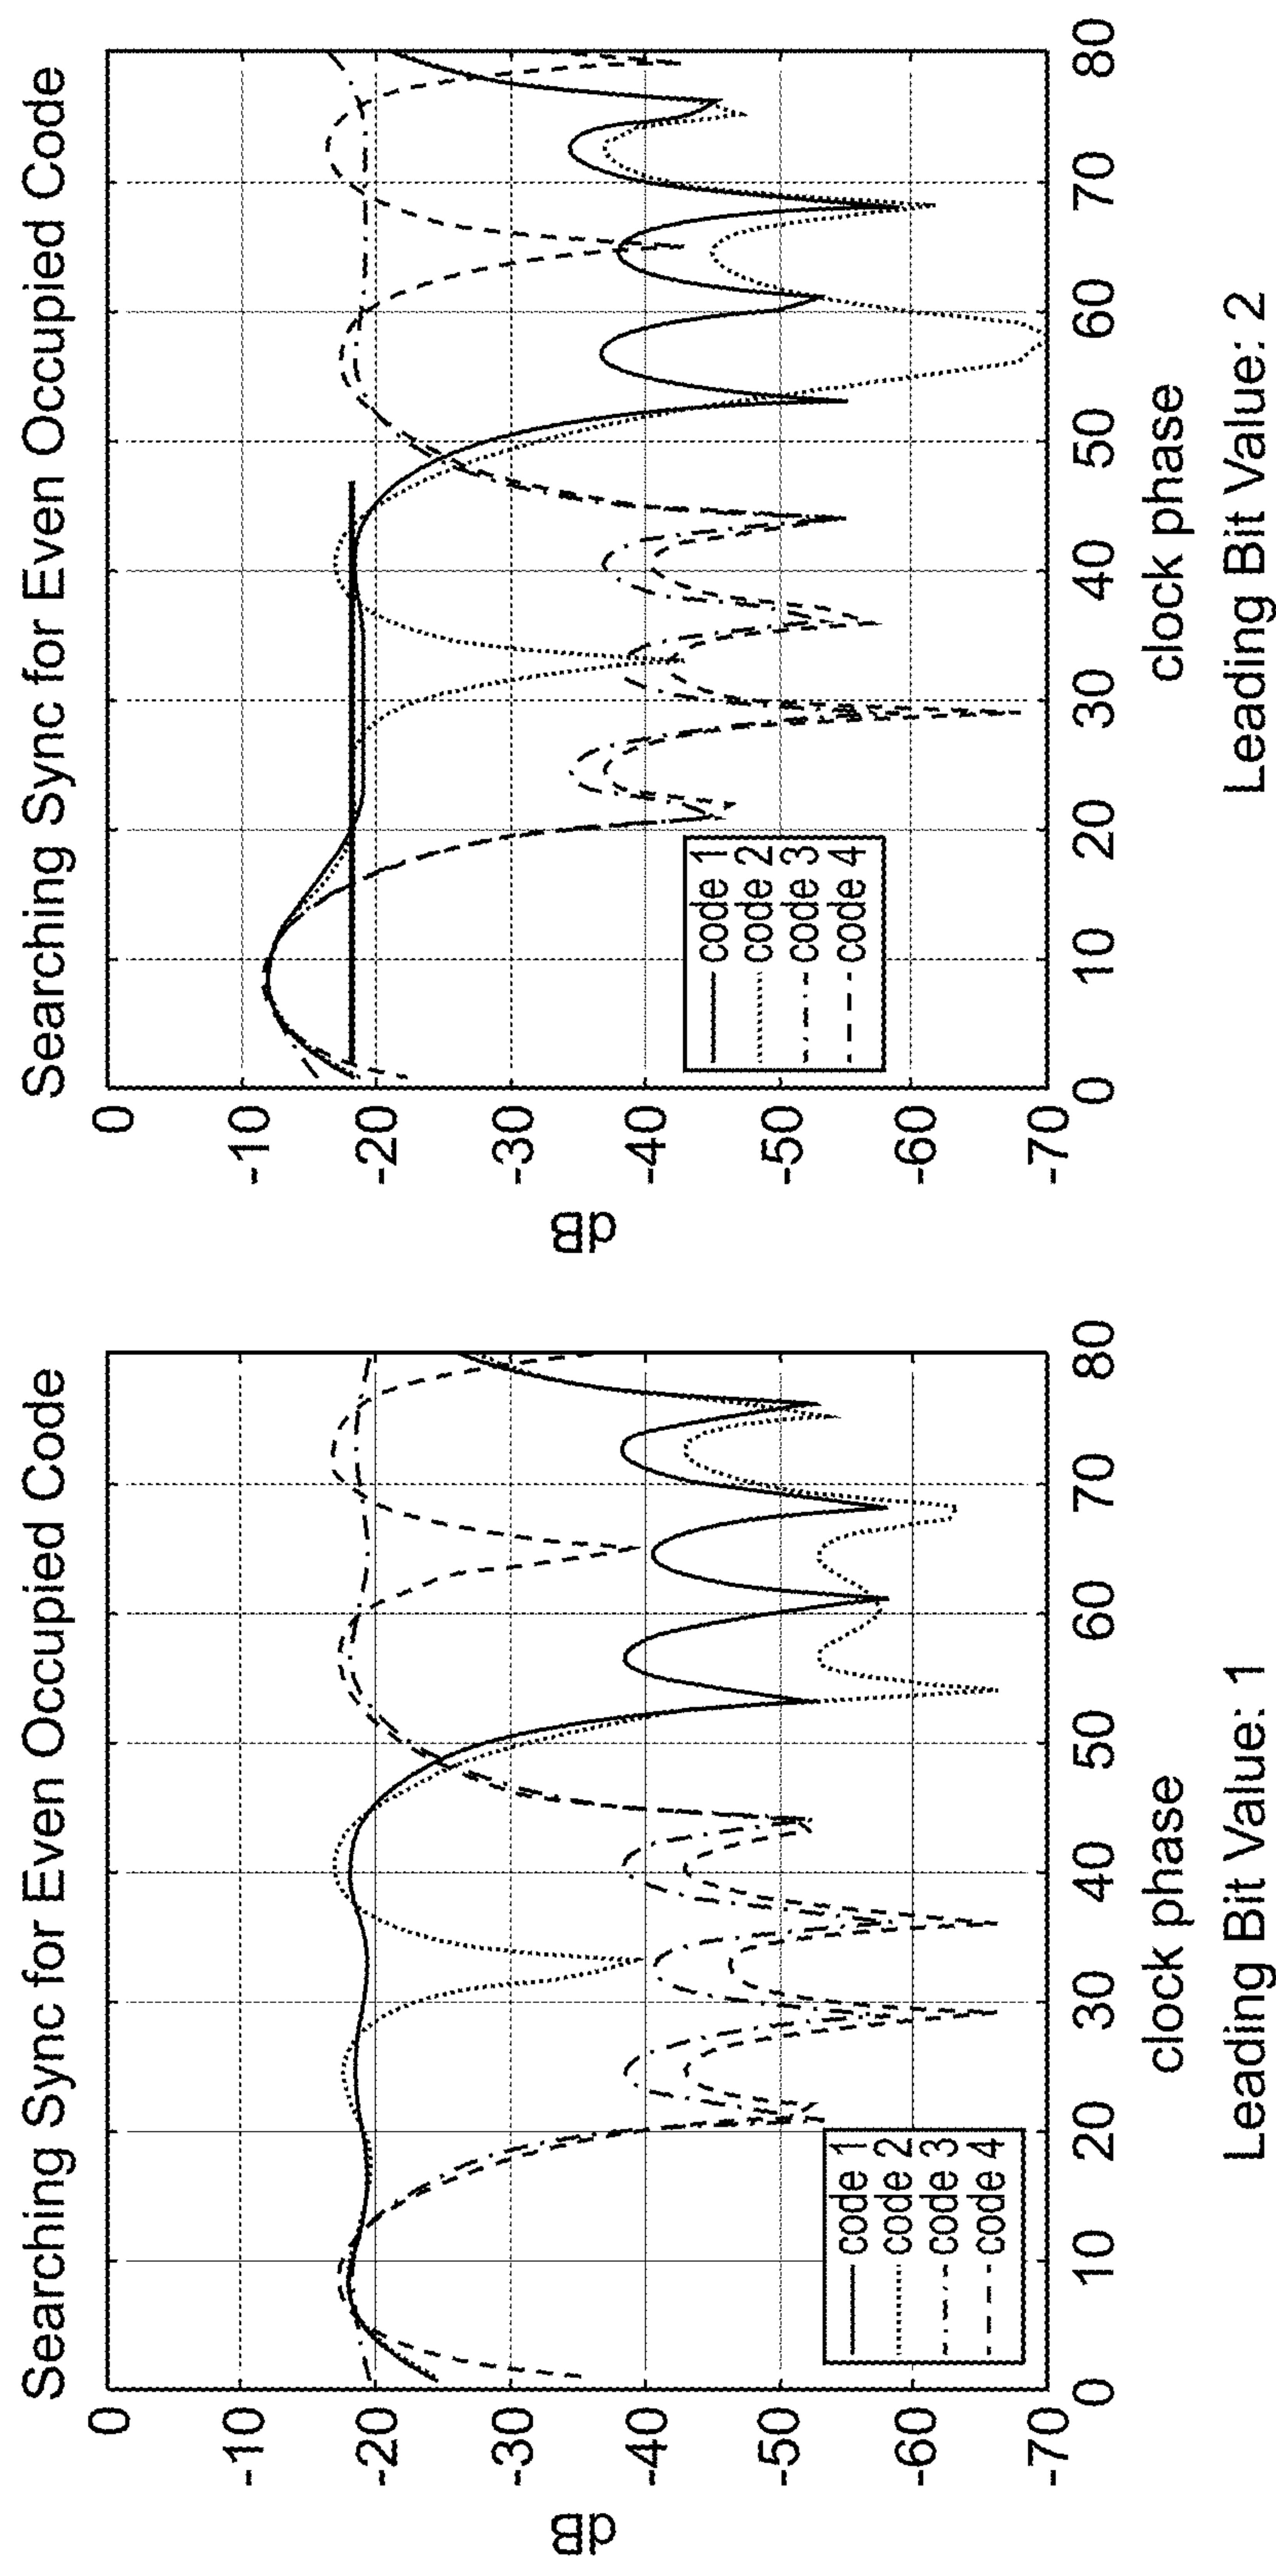 Searching Sync for Even Occupied Code
dB
0
-10
-20
-30
-40
-50
-60
-70
code 1
code 2
code 3
code 4
0 10 20 30 40 50 60 70 80
clock phase
Leading Bit Value: 1
Searching Sync for Even Occupied Code
dB
0
-10
-20
-30
-40
-50
-60
-70
code 1
code 2
code 3
code 4
0 10 20 30 40 50 60 70 80
clock phase
Leading Bit Value: 2